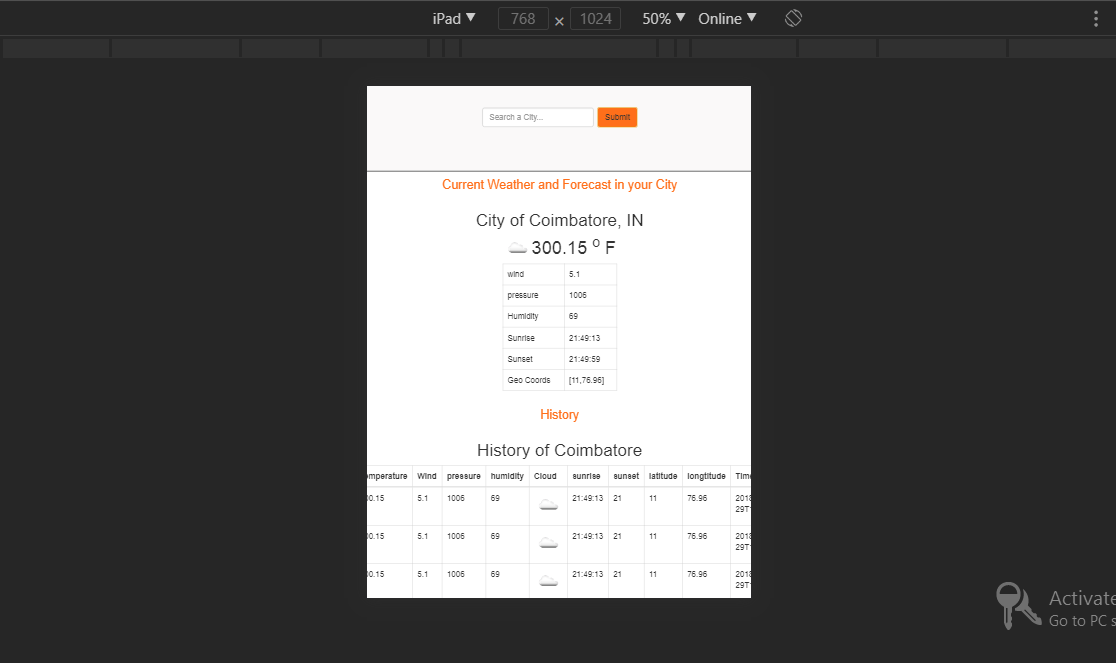 iPad ▼ 768 × 1024 50% ▼ Online ▼
Search a City... Submit
Current Weather and Forecast in your City
City of Coimbatore, IN
300.15 o F
wind 5.1
pressure 1006
Humidity 69
Sunrise 21:49:13
Sunset 21:49:59
Geo Coords [11,76.96]
History
History of Coimbatore
mperature Wind pressure humidity Cloud sunrise sunset latitude longtitude Tim
00.15 5.1 1006 69 21:49:13 21 11 76.96 2018
29T
00.15 5.1 1006 69 21:49:13 21 11 76.96 2018
29T
00.15 5.1 1006 69 21:49:13 21 11 76.96 2018
29T
Activate
Go to PC s